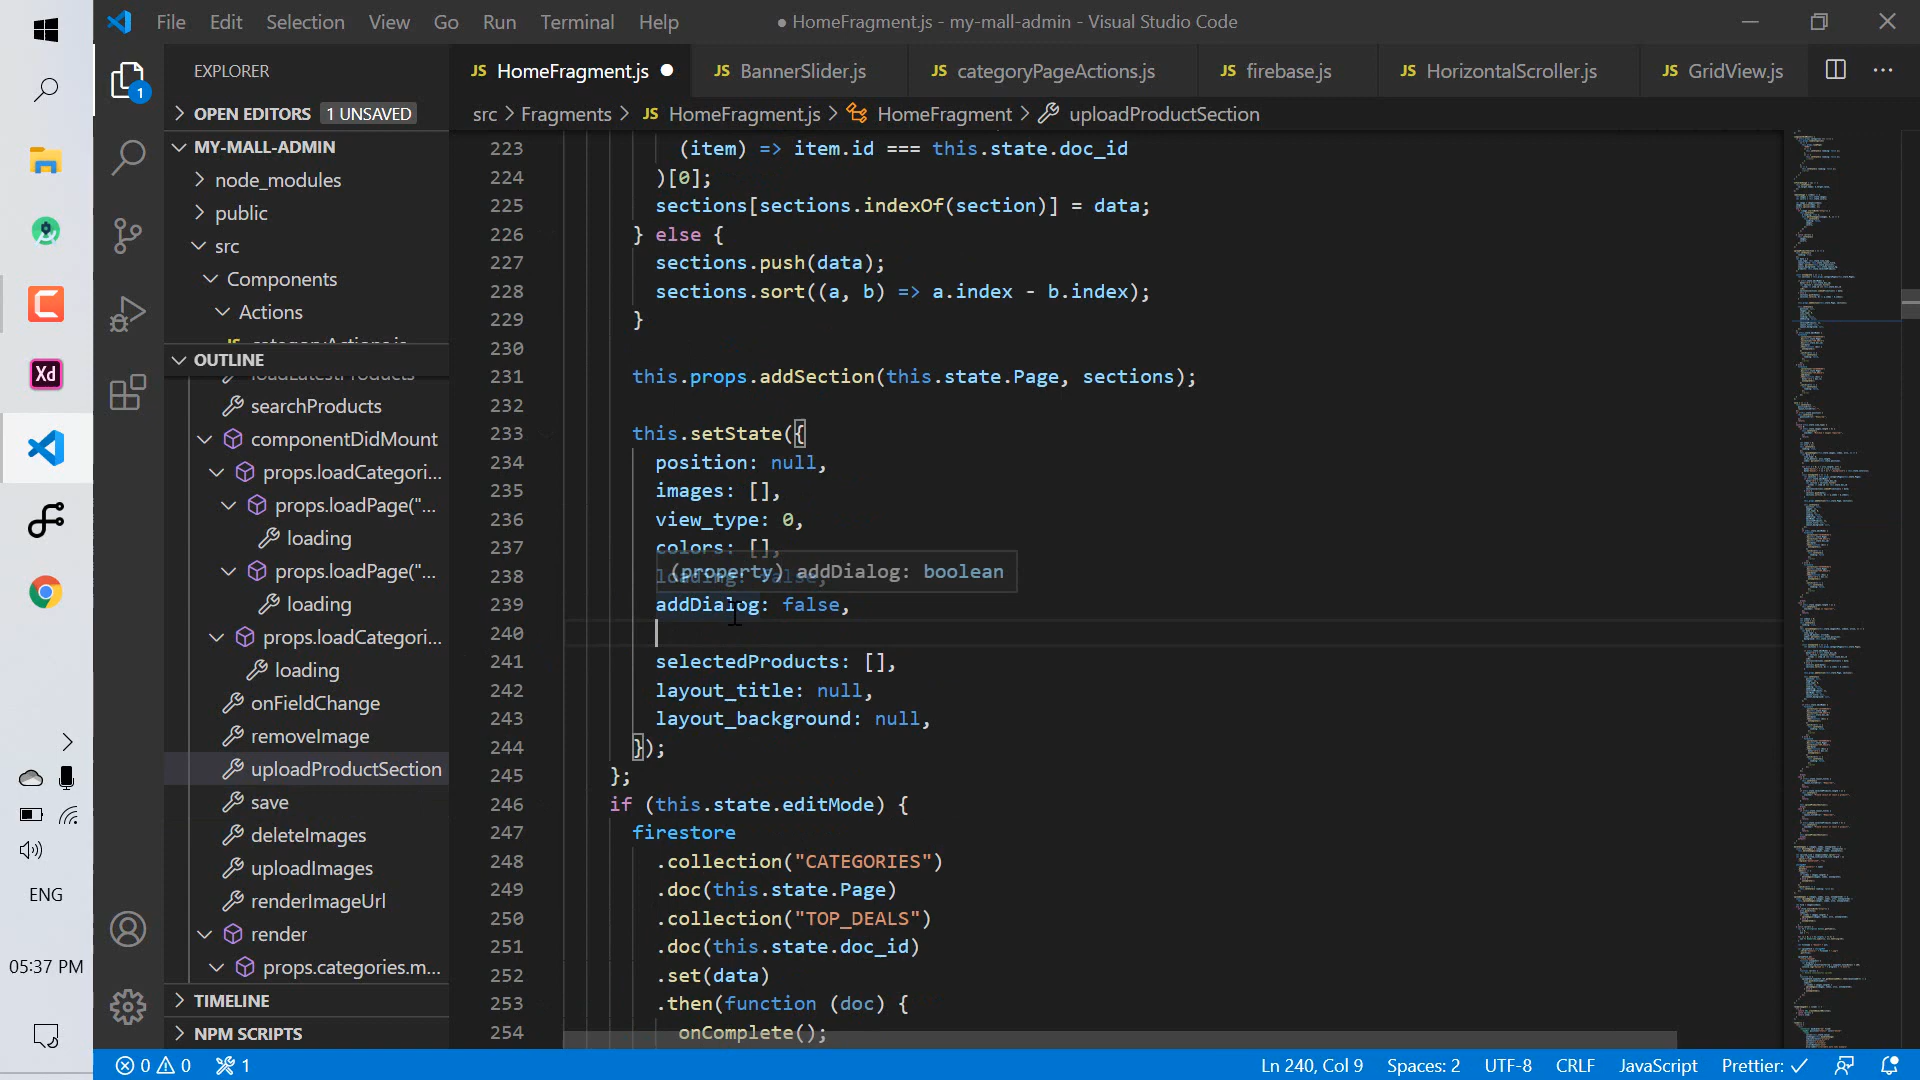 File Edit Selection View Go Run Terminal Help
● HomeFragment.js - my-mall-admin - Visual Studio Code
EXPLORER
JS HomeFragment.js ●
JS BannerSlider.js
JS categoryPageActions.js
JS firebase.js
JS HorizontalScroller.js
JS GridView.js
OPEN EDITORS 1 UNSAVED
src > Fragments > JS HomeFragment.js > HomeFragment > uploadProductSection
MY-MALL-ADMIN
node_modules
public
src
Components
Actions
OUTLINE
searchProducts
componentDidMount
props.loadCategori...
props.loadPage("...
loading
props.loadPage("...
loading
props.loadCategori...
loading
onFieldChange
removeImage
uploadProductSection
save
deleteImages
uploadImages
renderImageUrl
render
props.categories.m...
TIMELINE
NPM SCRIPTS
223 (item) => item.id === this.state.doc_id
224 )[0];
225 sections[sections.indexOf(section)] = data;
226 } else {
227 sections.push(data);
228 sections.sort((a, b) => a.index - b.index);
229 }
230
231 this.props.addSection(this.state.Page, sections);
232
233 this.setState({
234 position: null,
235 images: [],
236 view_type: 0,
237 colors: [],
(property) addDialog: boolean
238 loading: false,
239 addDialog: false,
240
241 selectedProducts: [],
242 layout_title: null,
243 layout_background: null,
244 });
245 };
246 if (this.state.editMode) {
247 firestore
248 .collection("CATEGORIES")
249 .doc(this.state.Page)
250 .collection("TOP_DEALS")
251 .doc(this.state.doc_id)
252 .set(data)
253 .then(function (doc) {
254 onComplete();
1
Xd
ENG
05:37 PM
0 0 1
Ln 240, Col 9
Spaces: 2
UTF-8
CRLF
JavaScript
Prettier: ✓